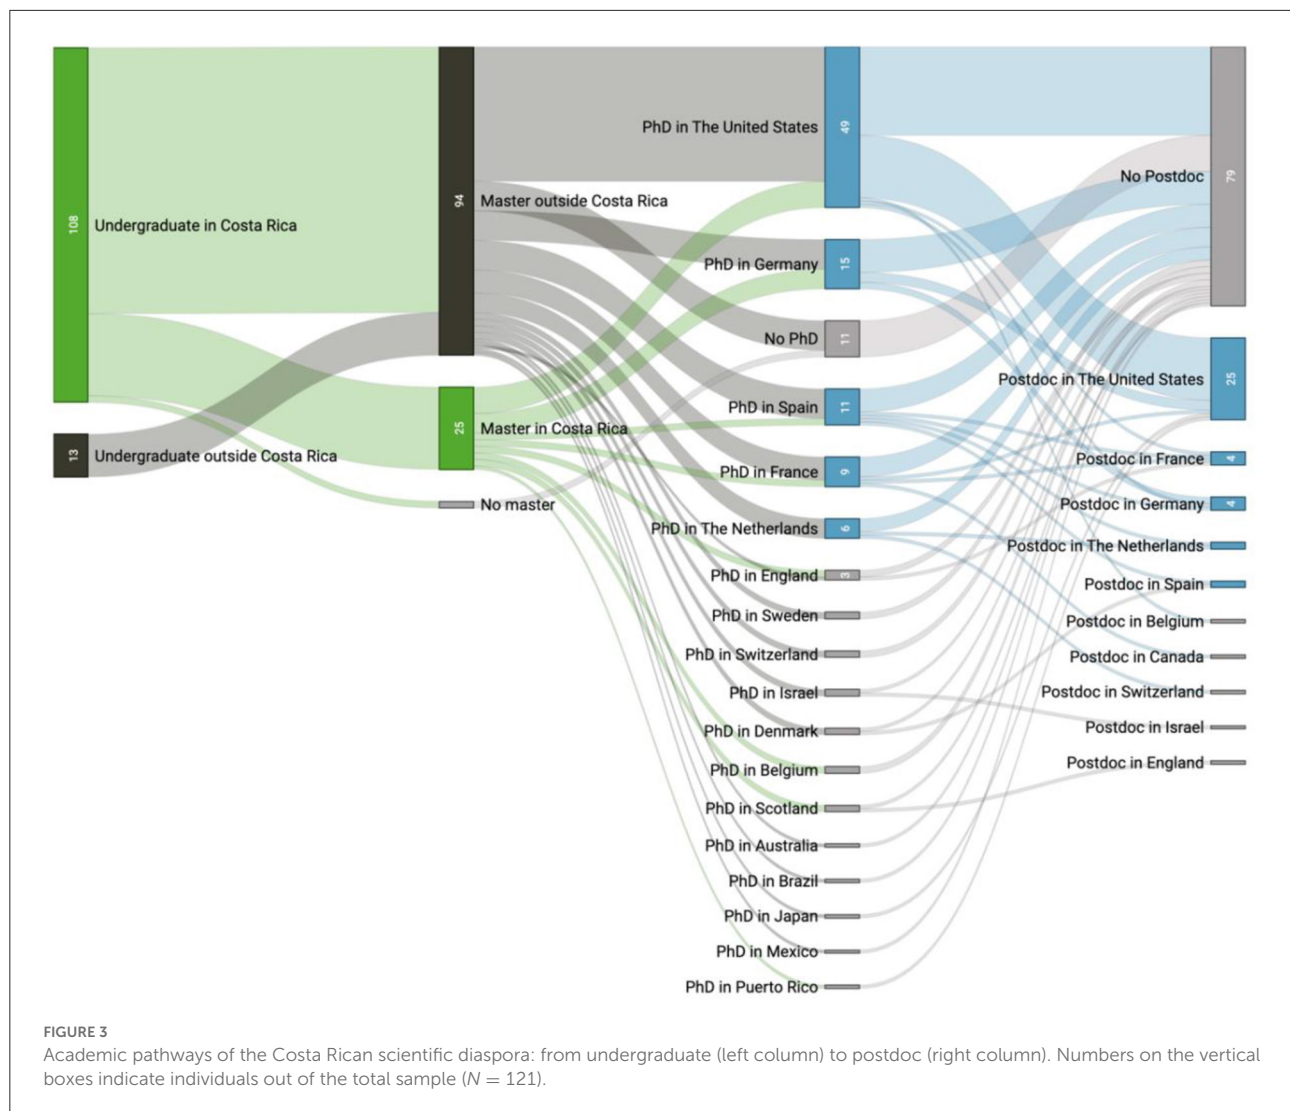 108
Undergraduate in Costa Rica
13
Undergraduate outside Costa Rica
94
Master outside Costa Rica
25
Master in Costa Rica
No master
PhD in The United States
49
PhD in Germany
15
No PhD
11
PhD in Spain
11
PhD in France
9
PhD in The Netherlands
6
PhD in England
3
PhD in Sweden
PhD in Switzerland
PhD in Israel
PhD in Denmark
PhD in Belgium
PhD in Scotland
PhD in Australia
PhD in Brazil
PhD in Japan
PhD in Mexico
PhD in Puerto Rico
No Postdoc
79
Postdoc in The United States
25
Postdoc in France
4
Postdoc in Germany
4
Postdoc in The Netherlands
Postdoc in Spain
Postdoc in Belgium
Postdoc in Canada
Postdoc in Switzerland
Postdoc in Israel
Postdoc in England
FIGURE 3
Academic pathways of the Costa Rican scientific diaspora: from undergraduate (left column) to postdoc (right column). Numbers on the vertical
boxes indicate individuals out of the total sample (N = 121).